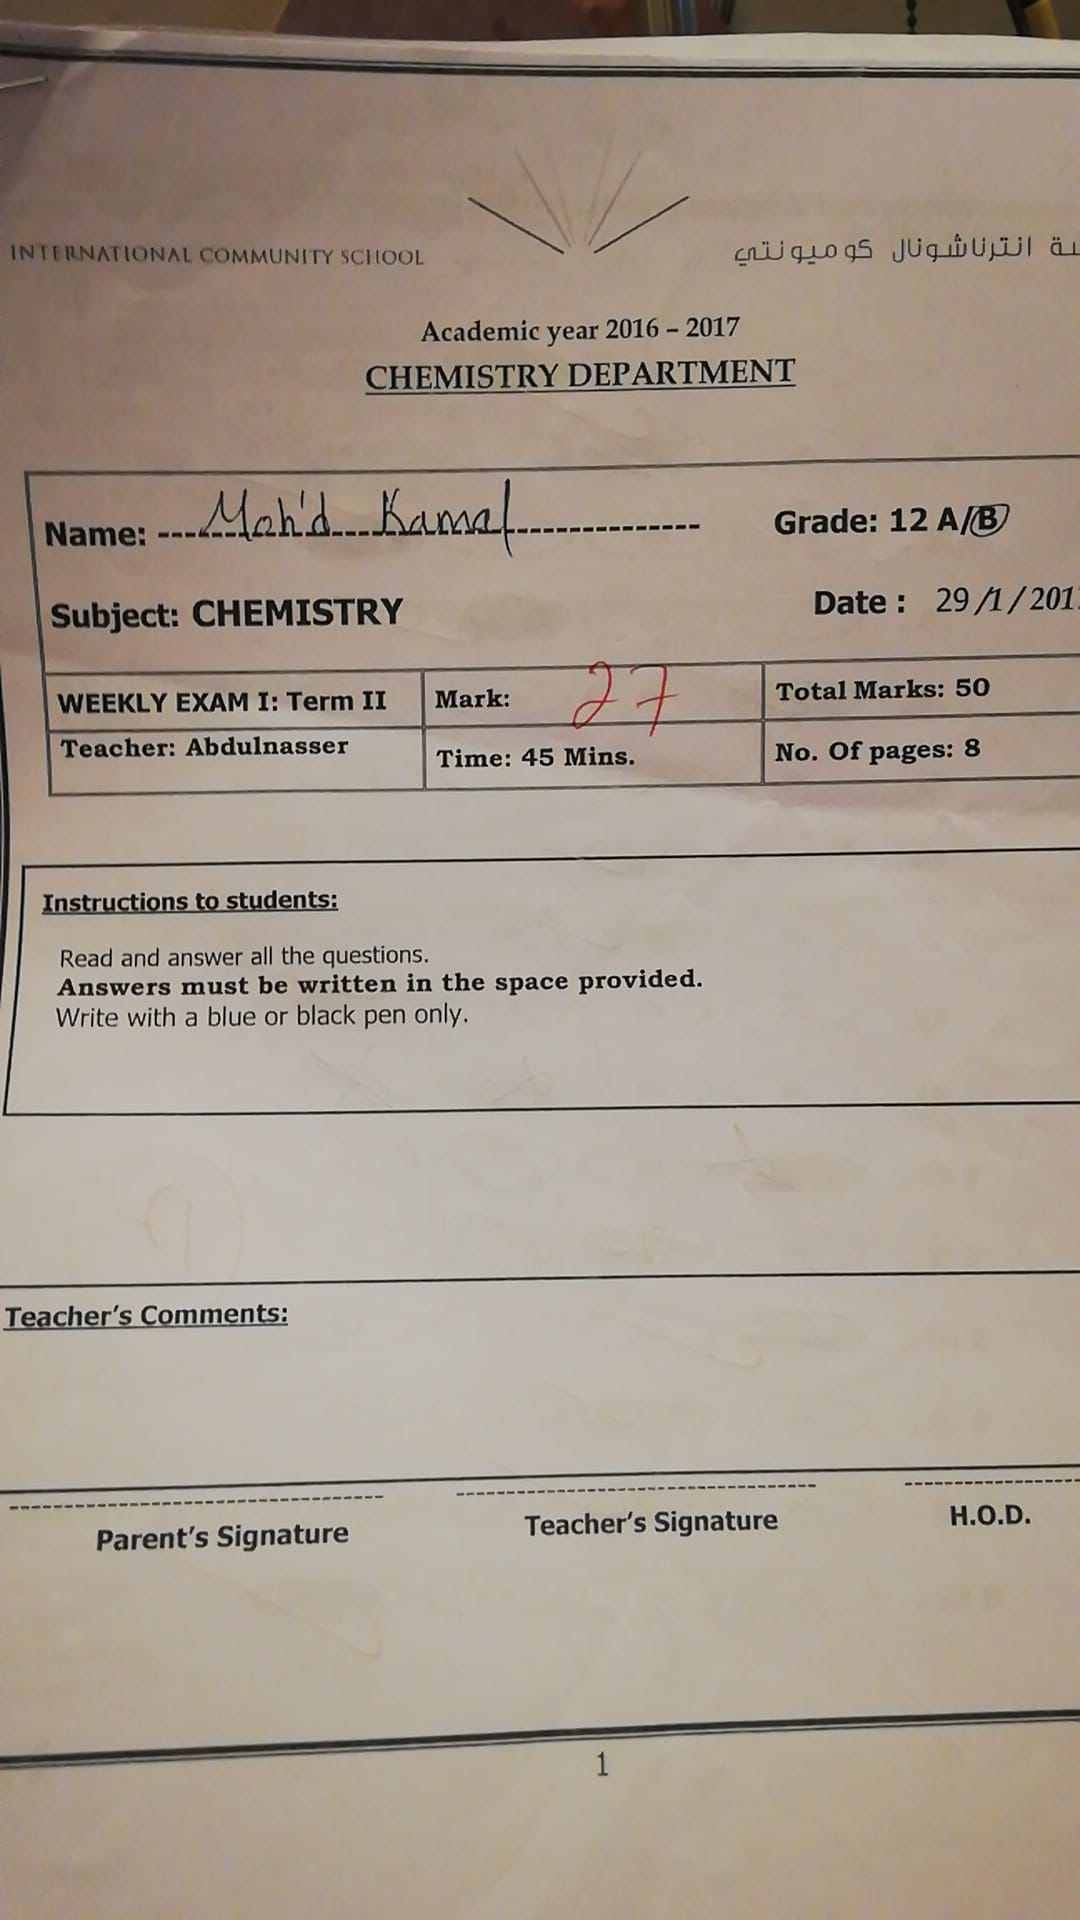 INTERNATIONAL COMMUNITY SCHOOL
انترناشونال كوميونتي
Academic year 2016 – 2017
CHEMISTRY DEPARTMENT
Name: Moh'd Kamal Grade: 12 A/B
Subject: CHEMISTRY Date : 29/1/201
WEEKLY EXAM I: Term II Mark: 27 Total Marks: 50
Teacher: Abdulnasser Time: 45 Mins. No. Of pages: 8
Instructions to students:
Read and answer all the questions.
Answers must be written in the space provided.
Write with a blue or black pen only.
Teacher's Comments:
Parent's Signature Teacher's Signature H.O.D.
1